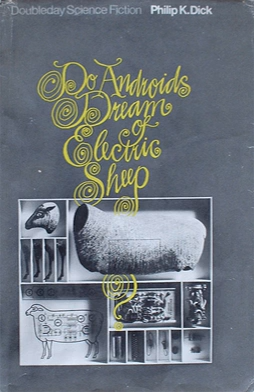 Doubleday Science Fiction Philip K. Dick
Do Androids
Dream
of
Electric
Sheep
?